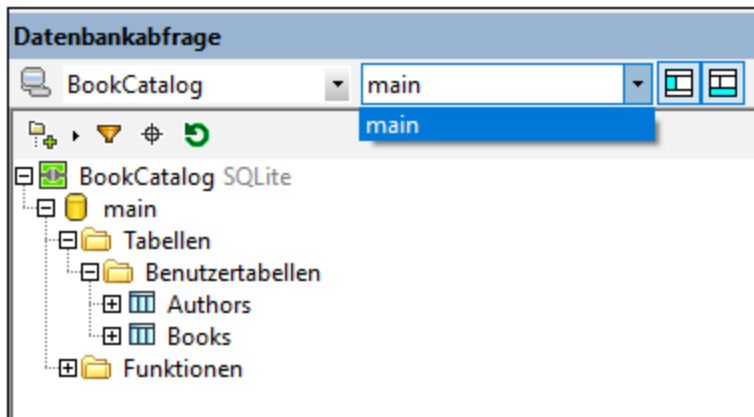 Datenbankabfrage
BookCatalog main
main
BookCatalog SQLite
main
Tabellen
Benutzertabellen
Authors
Books
Funktionen